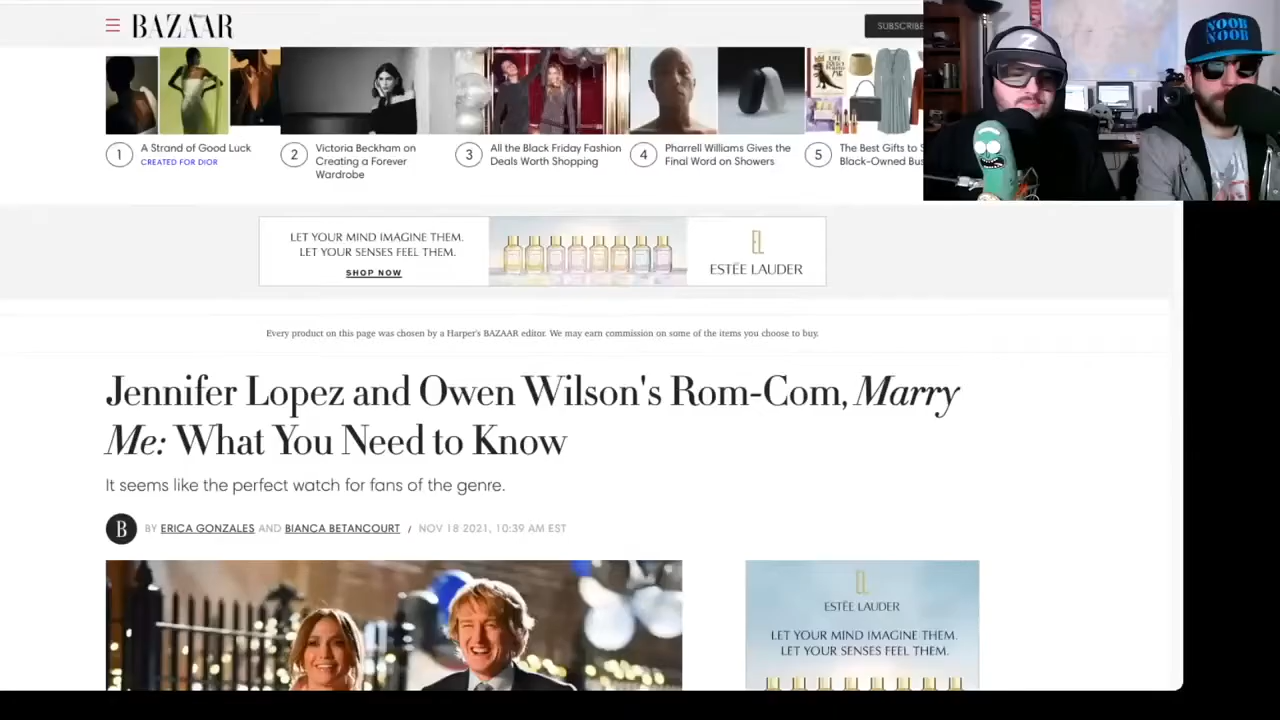 BAZAAR
SUBSCRIBE
NOOB
NOOB
Z
1
A Strand of Good Luck
CREATED FOR DIOR
2
Victoria Beckham on
Creating a Forever
Wardrobe
3
All the Black Friday Fashion
Deals Worth Shopping
4
Pharrell Williams Gives the
Final Word on Showers
5
The Best Gifts to
Black-Owned
LET YOUR MIND IMAGINE THEM.
LET YOUR SENSES FEEL THEM.
SHOP NOW
ESTĒE LAUDER
Every product on this page was chosen by a Harper's BAZAAR editor. We may earn commission on some of the items you choose to buy.
Jennifer Lopez and Owen Wilson's Rom-Com, Marry
Me: What You Need to Know
It seems like the perfect watch for fans of the genre.
B
BY ERICA GONZALES AND BIANCA BETANCOURT / NOV 18 2021, 10:39 AM EST
ESTĒE LAUDER
LET YOUR MIND IMAGINE THEM.
LET YOUR SENSES FEEL THEM.